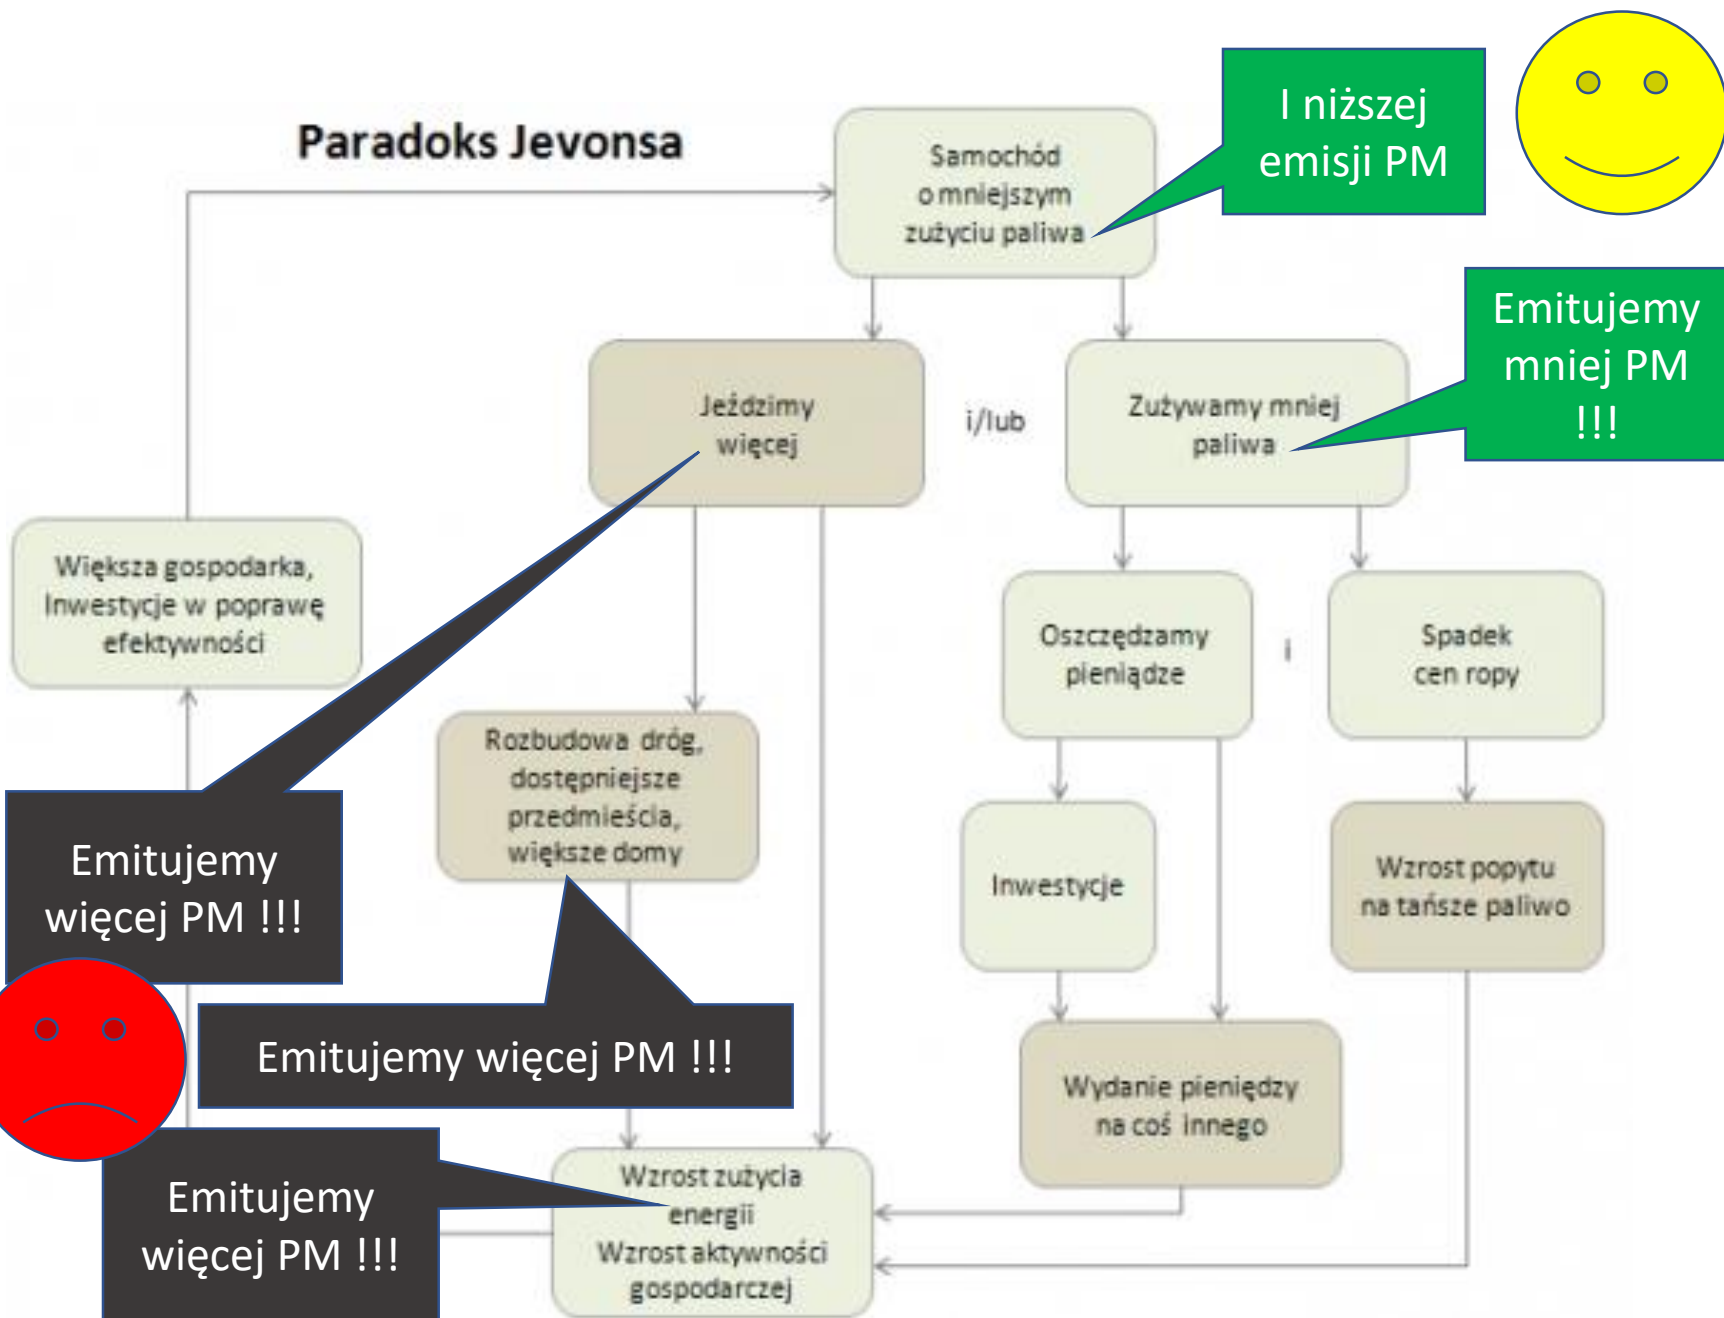 Paradoks Jevonsa
Samochód
o mniejszym
zużyciu paliwa
I niższej
emisji PM
Emitujemy
mniej PM
!!!
Jeździmy
więcej
i/lub
Zużywamy mniej
paliwa
Większa gospodarka,
Inwestycje w poprawę
efektywności
Oszczędzamy
pieniądze
i
Spadek
cen ropy
Rozbudowa dróg,
dostępniejsze
przedmieścia,
większe domy
Inwestycje
Wzrost popytu
na tańsze paliwo
Emitujemy
więcej PM !!!
Emitujemy więcej PM !!!
Wydanie pieniędzy
na coś innego
Emitujemy
więcej PM !!!
Wzrost zużycia
energii
Wzrost aktywności
gospodarczej